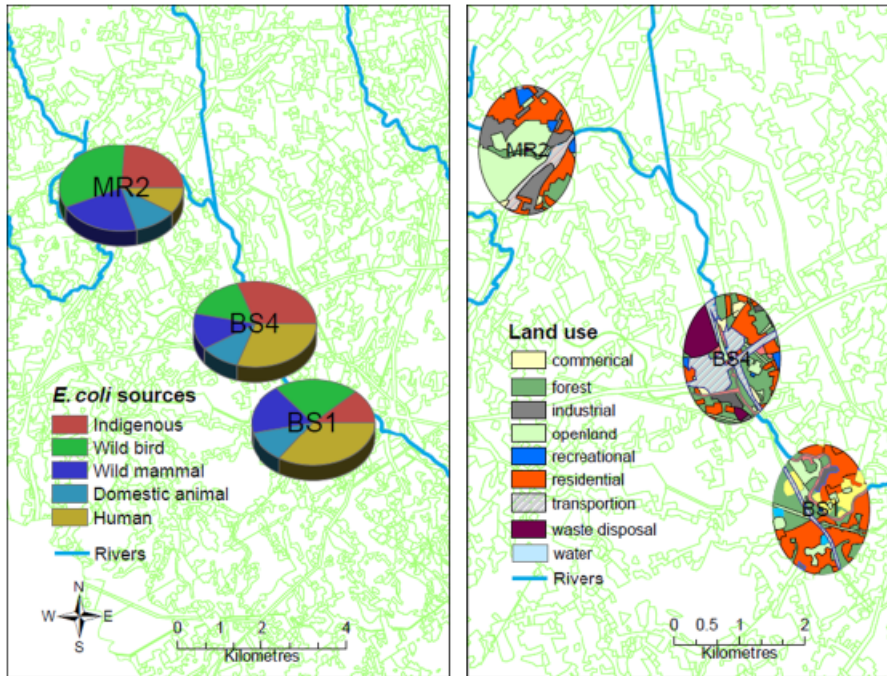 MR2
BS4
BS1
E. coli sources
Indigenous
Wild bird
Wild mammal
Domestic animal
Human
Rivers
N
W E
S
0 1 2 4
Kilometres
MR2
BS4
BS1
Land use
commerical
forest
industrial
openland
recreational
residential
transportion
waste disposal
water
Rivers
0 0.5 1 2
Kilometres